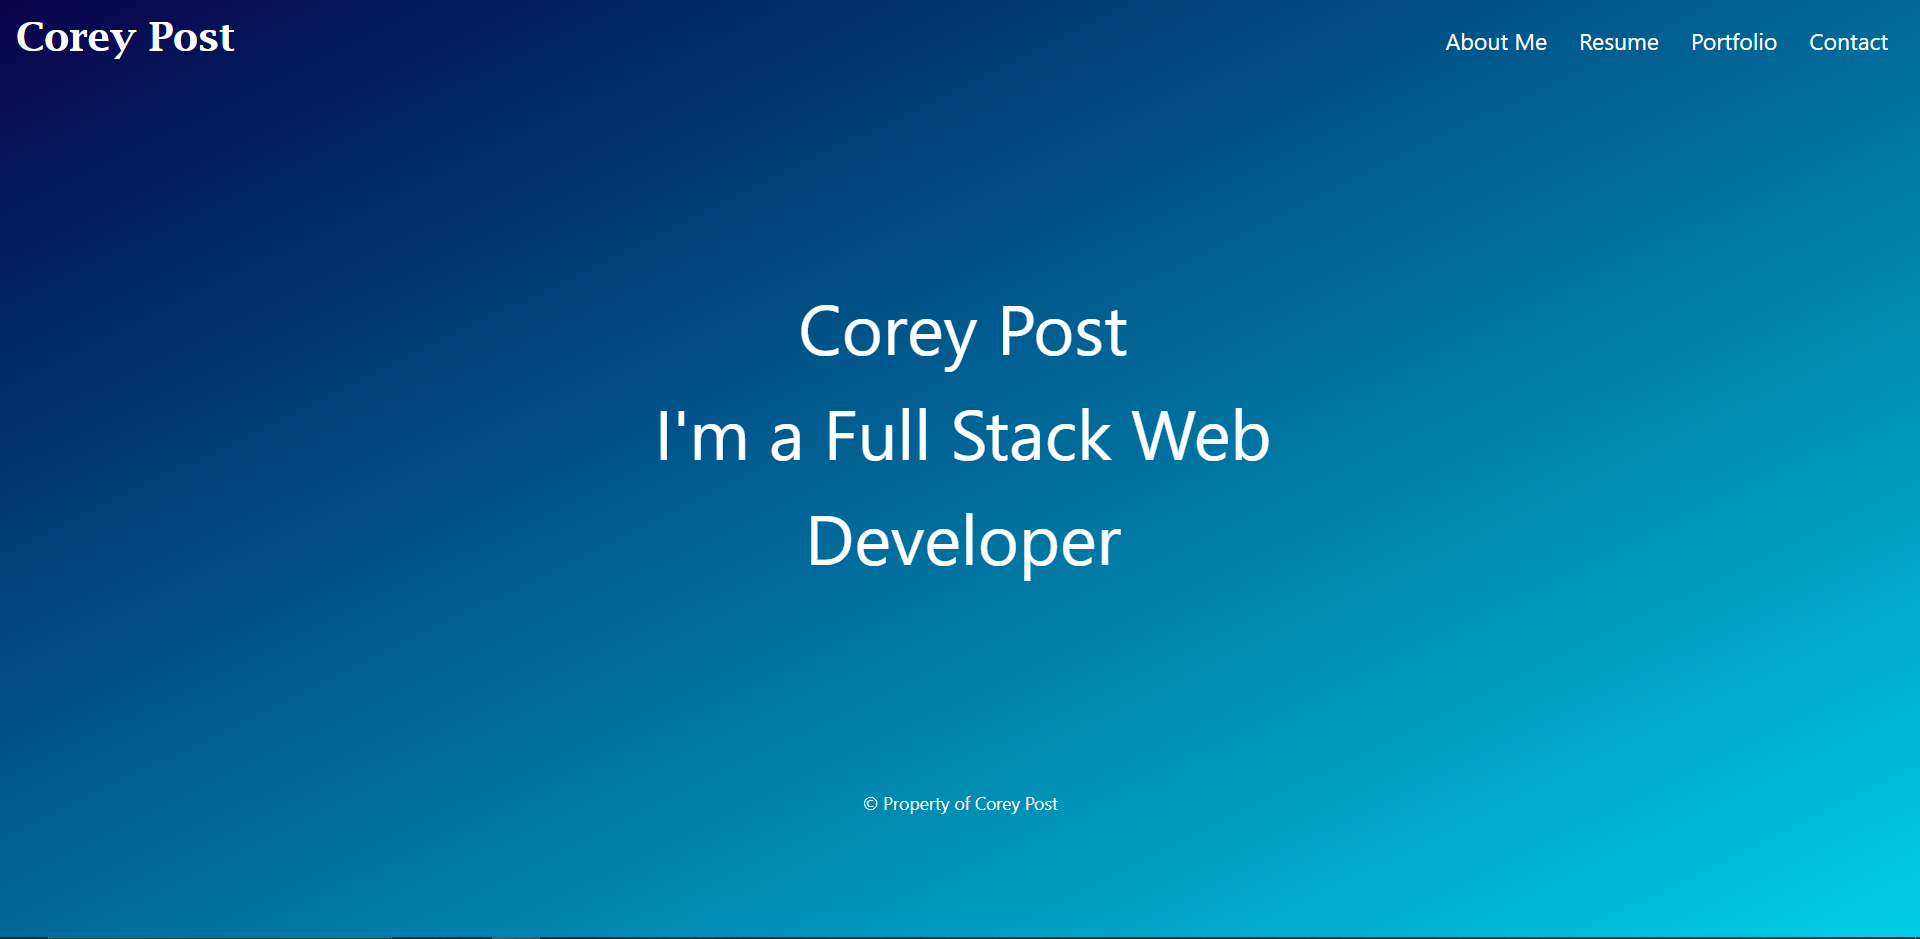 Corey Post
About Me Resume Portfolio Contact
Corey Post
I'm a Full Stack Web
Developer
© Property of Corey Post